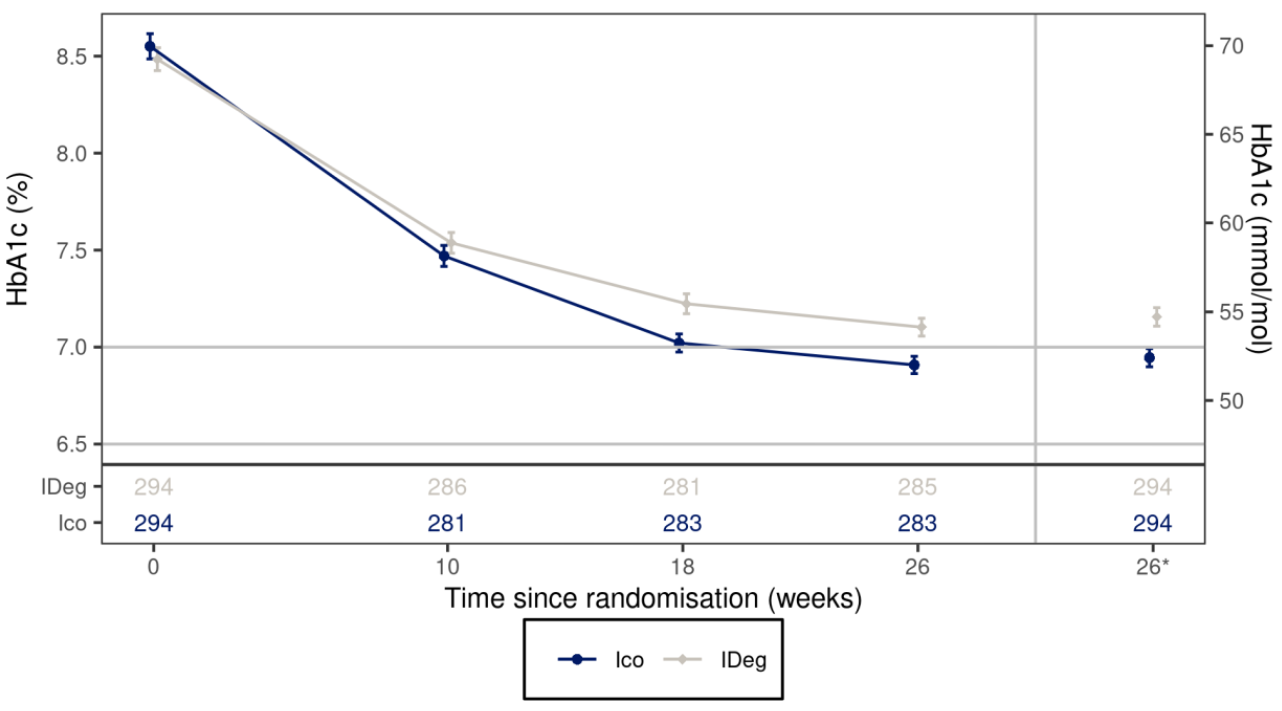 HbA1c (%)
8.5
8.0
7.5
7.0
6.5
70
65
60
55
50
HbA1c (mmol/mol)
IDeg 294 286 281 285 294
Ico 294 281 283 283 294
0 10 18 26 26*
Time since randomisation (weeks)
Ico IDeg